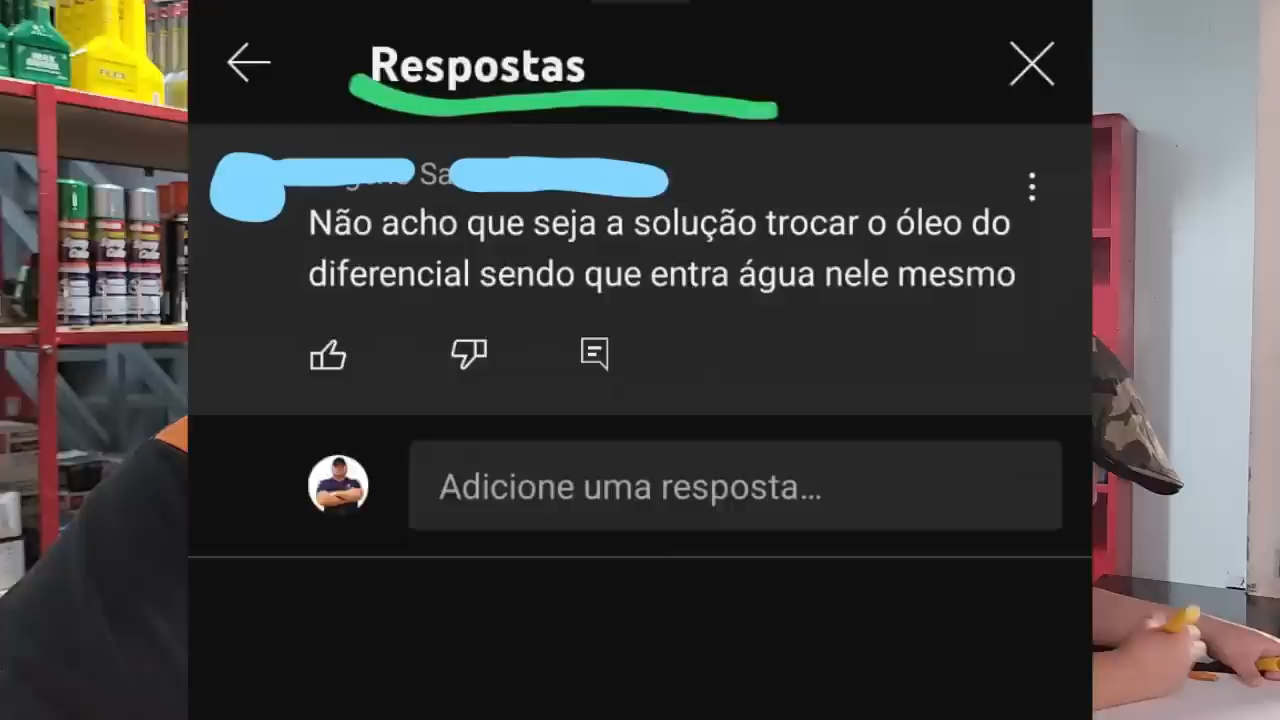 Respostas
Sa
Não acho que seja a solução trocar o óleo do
diferencial sendo que entra água nele mesmo
Adicione uma resposta...